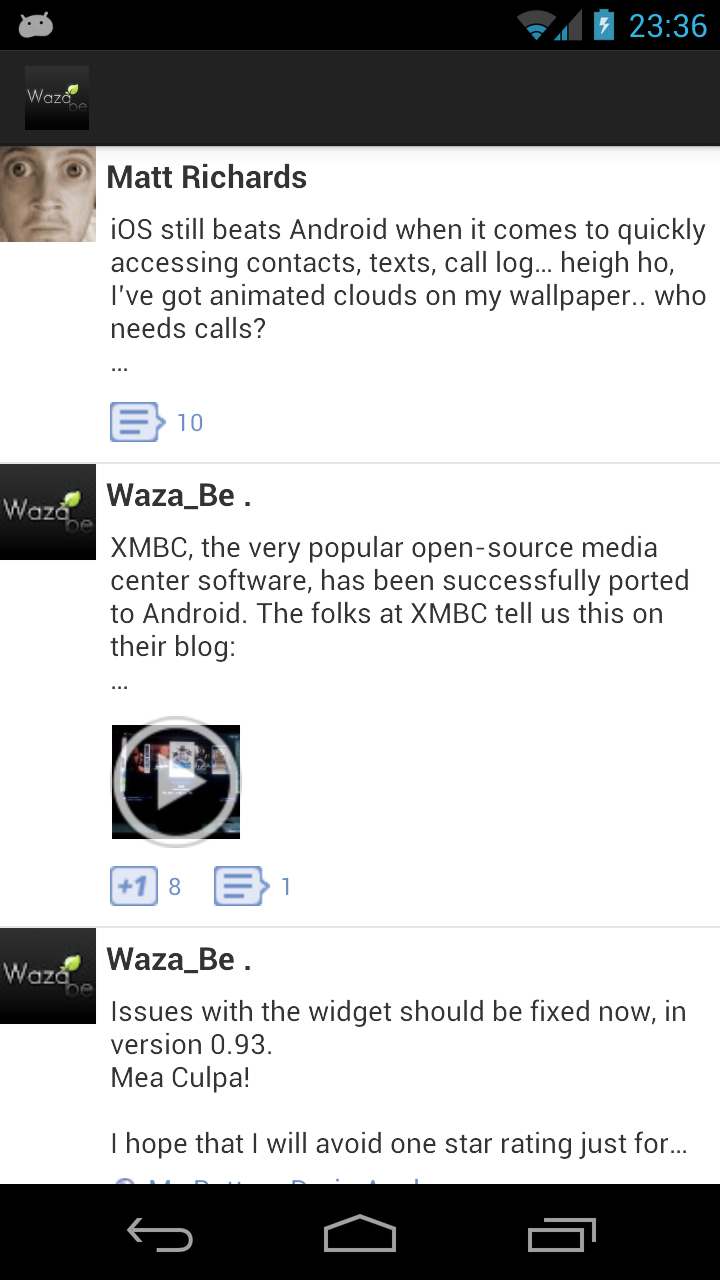 23:36
Waza be
Matt Richards
iOS still beats Android when it comes to quickly
accessing contacts, texts, call log... heigh ho,
I've got animated clouds on my wallpaper.. who
needs calls?
...
10
Waza be
Waza_Be .
XMBC, the very popular open-source media
center software, has been successfully ported
to Android. The folks at XMBC tell us this on
their blog:
...
+1 8 1
Waza be
Waza_Be .
Issues with the widget should be fixed now, in
version 0.93.
Mea Culpa!
I hope that I will avoid one star rating just for...